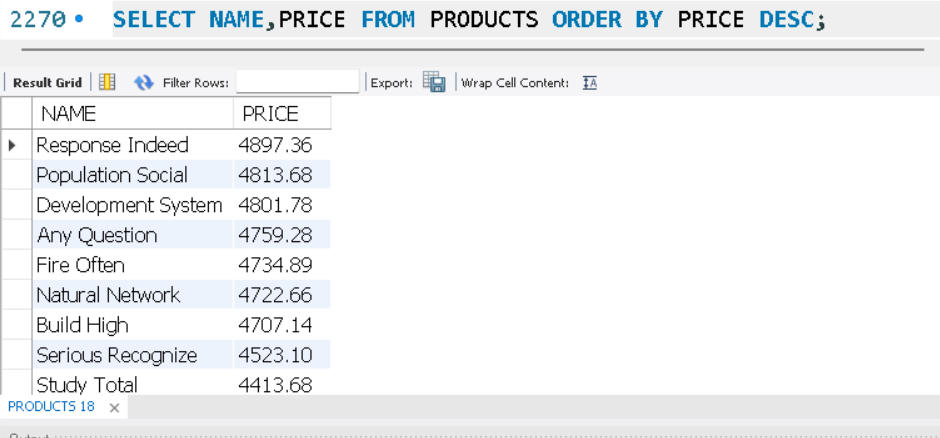 2270 SELECT NAME,PRICE FROM PRODUCTS ORDER BY PRICE DESC;
Result Grid Filter Rows: Export: Wrap Cell Content: IA
NAME PRICE
Response Indeed 4897.36
Population Social 4813.68
Development System 4801.78
Any Question 4759.28
Fire Often 4734.89
Natural Network 4722.66
Build High 4707.14
Serious Recognize 4523.10
Study Total 4413.68
PRODUCTS 18
Output